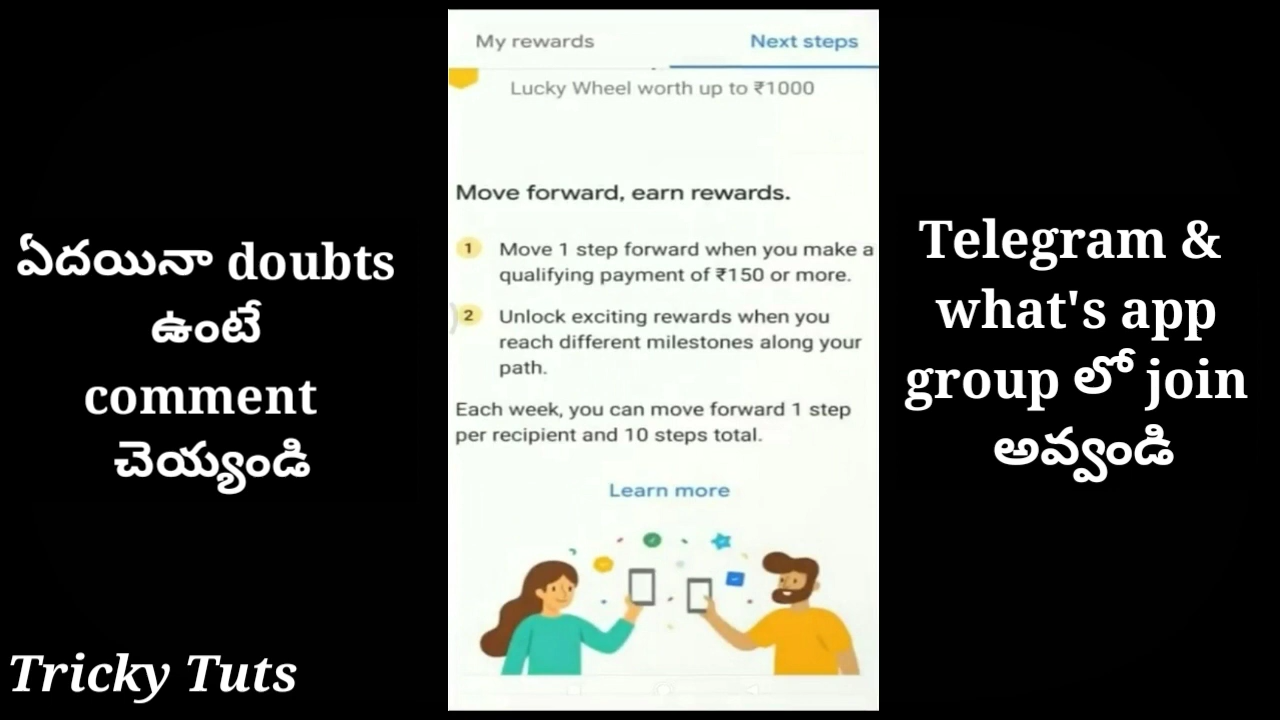 ఏదయినా doubts
ఉంటే
comment
చెయ్యండి
Tricky Tuts
My rewards
Next steps
Lucky Wheel worth up to ₹1000
Move forward, earn rewards.
1 Move 1 step forward when you make a
qualifying payment of ₹150 or more.
2 Unlock exciting rewards when you
reach different milestones along your
path.
Each week, you can move forward 1 step
per recipient and 10 steps total.
Learn more
Telegram &
what's app
group లో join
అవ్వండి